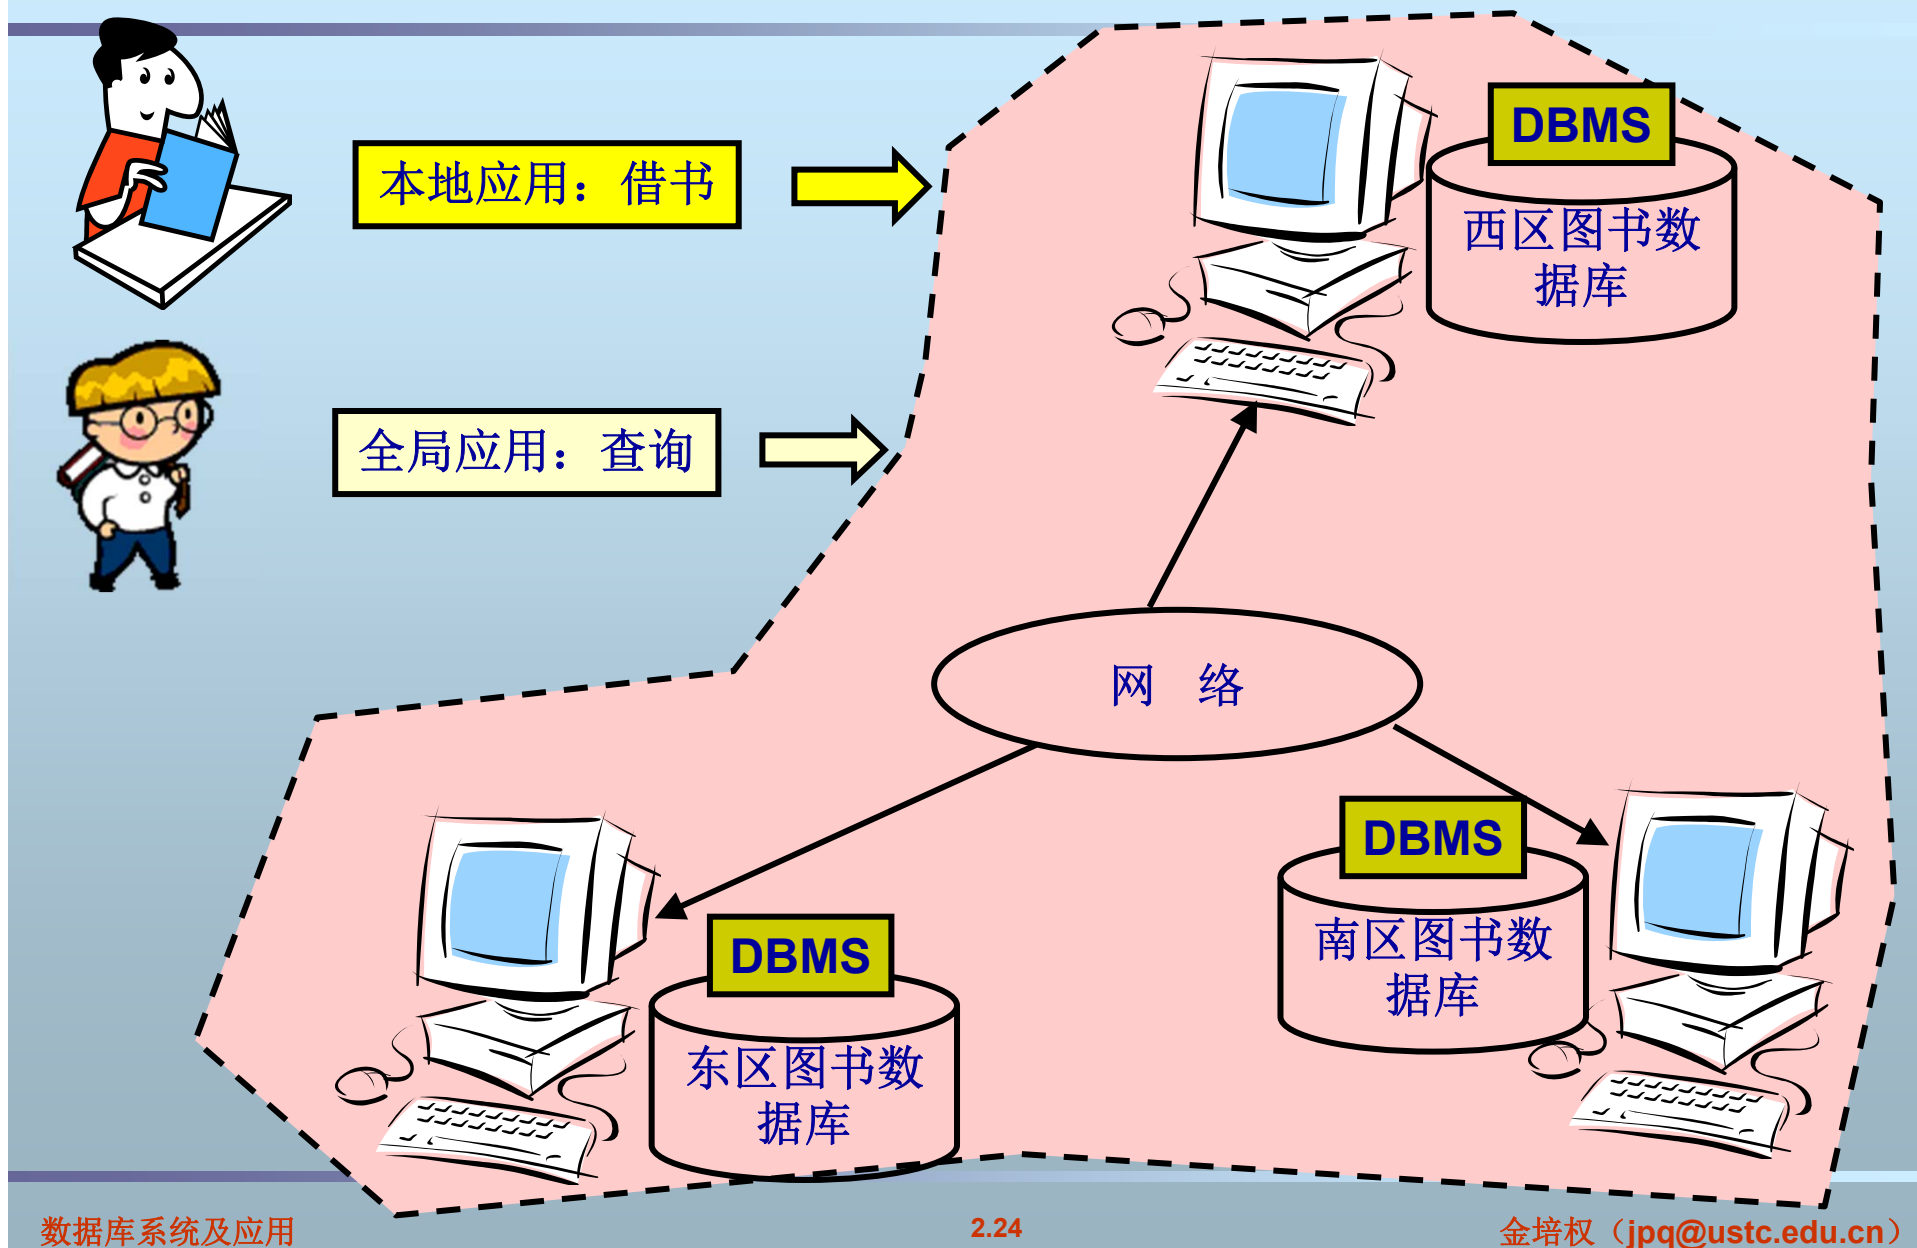 DBMS
本地应用：借书
西区图书数
据库
全局应用：查询
网 络
DBMS
南区图书数
据库
DBMS
东区图书数
据库
数据库系统及应用
2.24
金培权（jpq@ustc.edu.cn）